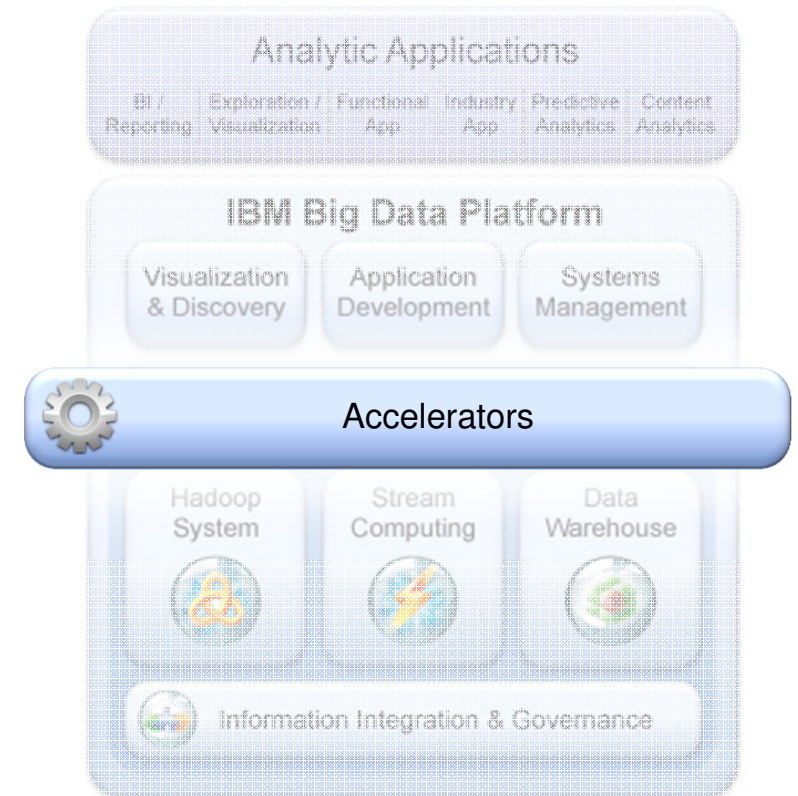 Analytic Applications
BI / Exploration / Functional Industry Predictive Content
Reporting Visualization App App Analytics Analytics
IBM Big Data Platform
Visualization Application Systems
& Discovery Development Management
Accelerators
Hadoop Stream Data
System Computing Warehouse
Information Integration & Governance